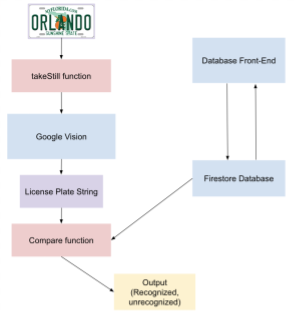 MYFLORIDA.COM
ORLANDO
SUNSHINE STATE
takeStill function
Google Vision
License Plate String
Compare function
Database Front-End
Firestore Database
Output
(Recognized,
unrecognized)